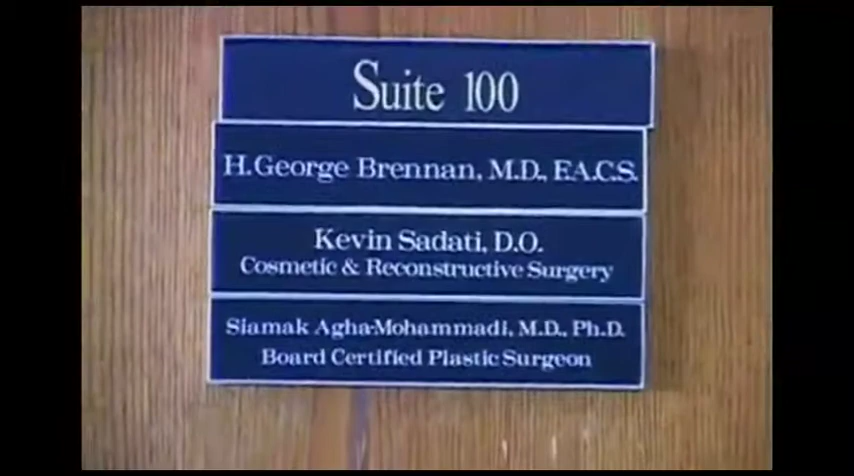 Suite 100
H. George Brennan, M.D., F.A.C.S.
Kevin Sadati, D.O.
Cosmetic & Reconstructive Surgery
Siamak Agha-Mohammadi, M.D., Ph.D.
Board Certified Plastic Surgeon